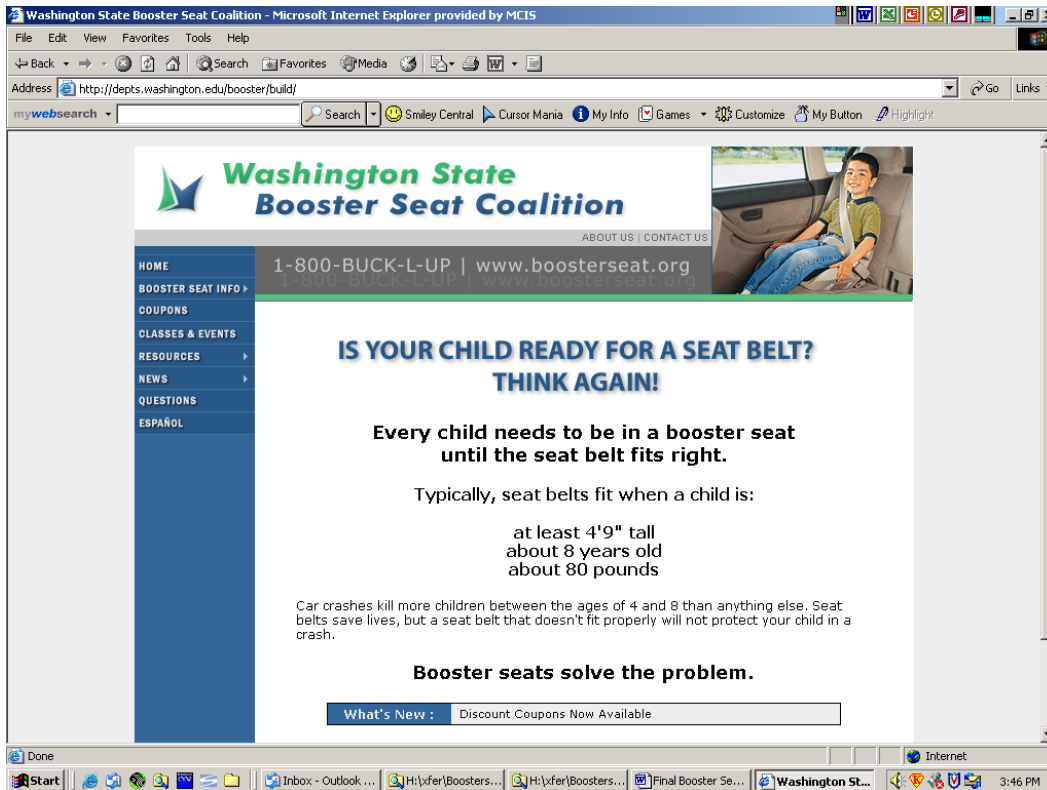 Washington State Booster Seat Coalition - Microsoft Internet Explorer provided by MCIS
File Edit View Favorites Tools Help
Back Search Favorites Media
Address http://depts.washington.edu/booster/build/ Go Links
mywebsearch Search Smiley Central Cursor Mania My Info Games Customize My Button Highlight
Washington State
Booster Seat Coalition
ABOUT US | CONTACT US
1-800-BUCK-L-UP | www.boosterseat.org
1-800-BUCK-L-UP | www.boosterseat.org
HOME
BOOSTER SEAT INFO
COUPONS
CLASSES & EVENTS
RESOURCES
NEWS
QUESTIONS
ESPAÑOL
IS YOUR CHILD READY FOR A SEAT BELT?
THINK AGAIN!
Every child needs to be in a booster seat
until the seat belt fits right.
Typically, seat belts fit when a child is:
at least 4'9" tall
about 8 years old
about 80 pounds
Car crashes kill more children between the ages of 4 and 8 than anything else. Seat
belts save lives, but a seat belt that doesn't fit properly will not protect your child in a
crash.
Booster seats solve the problem.
What's New : Discount Coupons Now Available
Done Internet
Start Inbox - Outlook ... H:\xfer\Boosters... H:\xfer\Boosters... Final Booster Se... Washington St... 3:46 PM